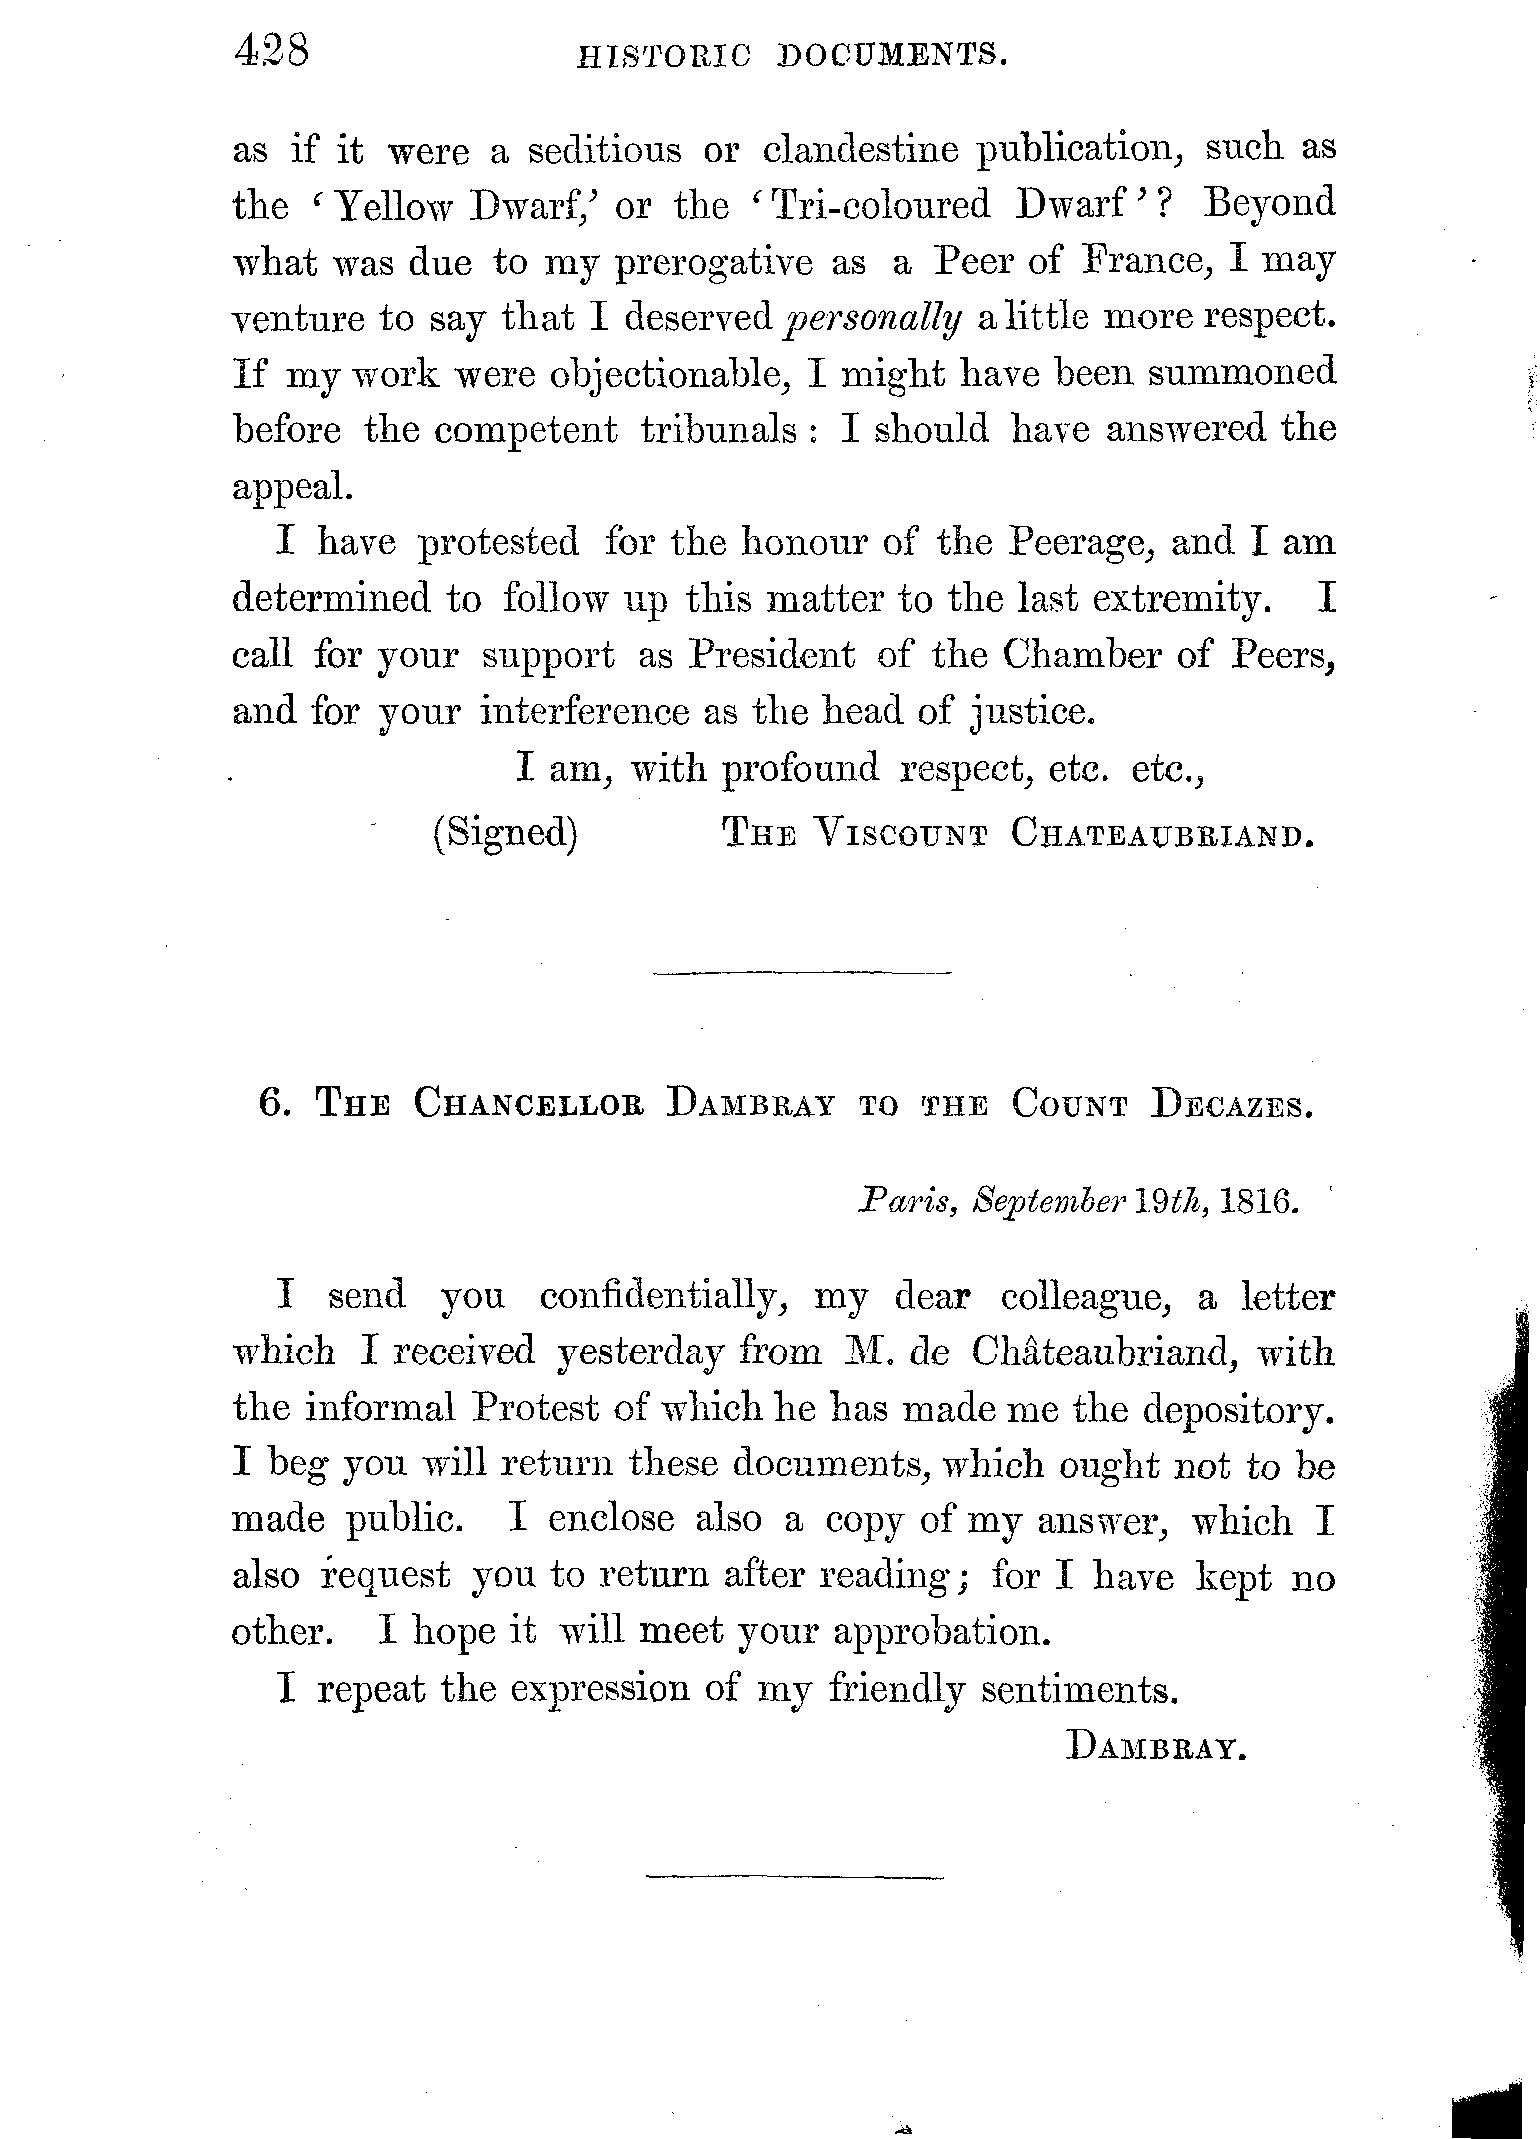 428 HISTORIC DOCUMENTS.
as if it were a seditious or clandestine publication, such as
the ‘Yellow Dwarf,’ or the ‘Tri-coloured Dwarf’? Beyond
what was due to my prerogative as a Peer of France, I may
venture to say that I deserved personally a little more respect.
If my work were objectionable, I might have been summoned
before the competent tribunals: I should have answered the
appeal.
I have protested for the honour of the Peerage, and I am
determined to follow up this matter to the last extremity. I
call for your support as President of the Chamber of Peers,
and for your interference as the head of justice.
I am, with profound respect, etc. etc.,
(Signed) THE VISCOUNT CHATEAUBRIAND.
6. THE CHANCELLOR DAMBRAY TO THE COUNT DECAZES.
Paris, September 19th, 1816.
I send you confidentially, my dear colleague, a letter
which I received yesterday from M. de Châteaubriand, with
the informal Protest of which he has made me the depository.
I beg you will return these documents, which ought not to be
made public. I enclose also a copy of my answer, which I
also request you to return after reading; for I have kept no
other. I hope it will meet your approbation.
I repeat the expression of my friendly sentiments.
DAMBRAY.